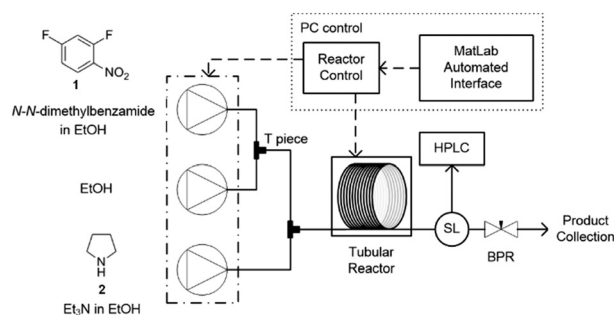 F
F
NO₂
1
N-N-dimethylbenzamide
in EtOH
EtOH
N
H
2
Et₃N in EtOH
T piece
PC control
Reactor
Control
MatLab
Automated
Interface
HPLC
Tubular
Reactor
SL
BPR
Product
Collection